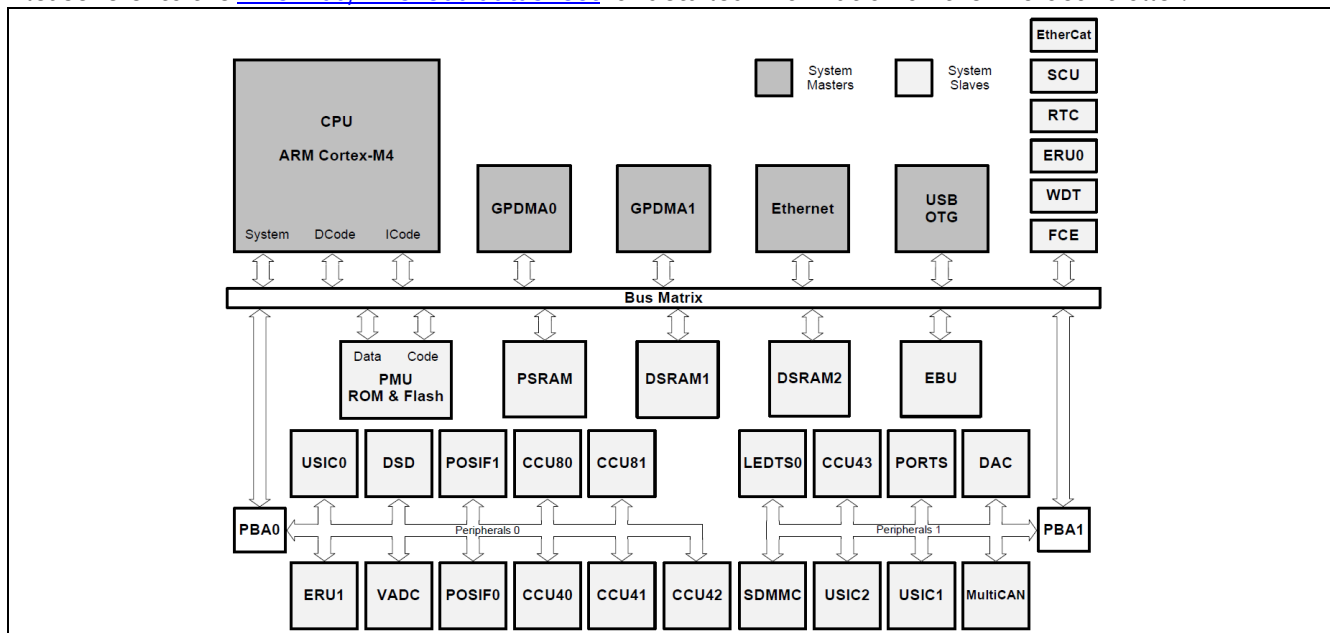 EtherCat
System
Masters
System
Slaves
SCU
CPU
ARM Cortex-M4
RTC
ERU0
GPDMA0
GPDMA1
Ethernet
USB
OTG
WDT
System DCode ICode
FCE
Bus Matrix
Data Code
PMU
ROM & Flash
PSRAM
DSRAM1
DSRAM2
EBU
USIC0
DSD
POSIF1
CCU80
CCU81
LEDTS0
CCU43
PORTS
DAC
PBA0
Peripherals 0
Peripherals 1
PBA1
ERU1
VADC
POSIF0
CCU40
CCU41
CCU42
SDMMC
USIC2
USIC1
MultiCAN